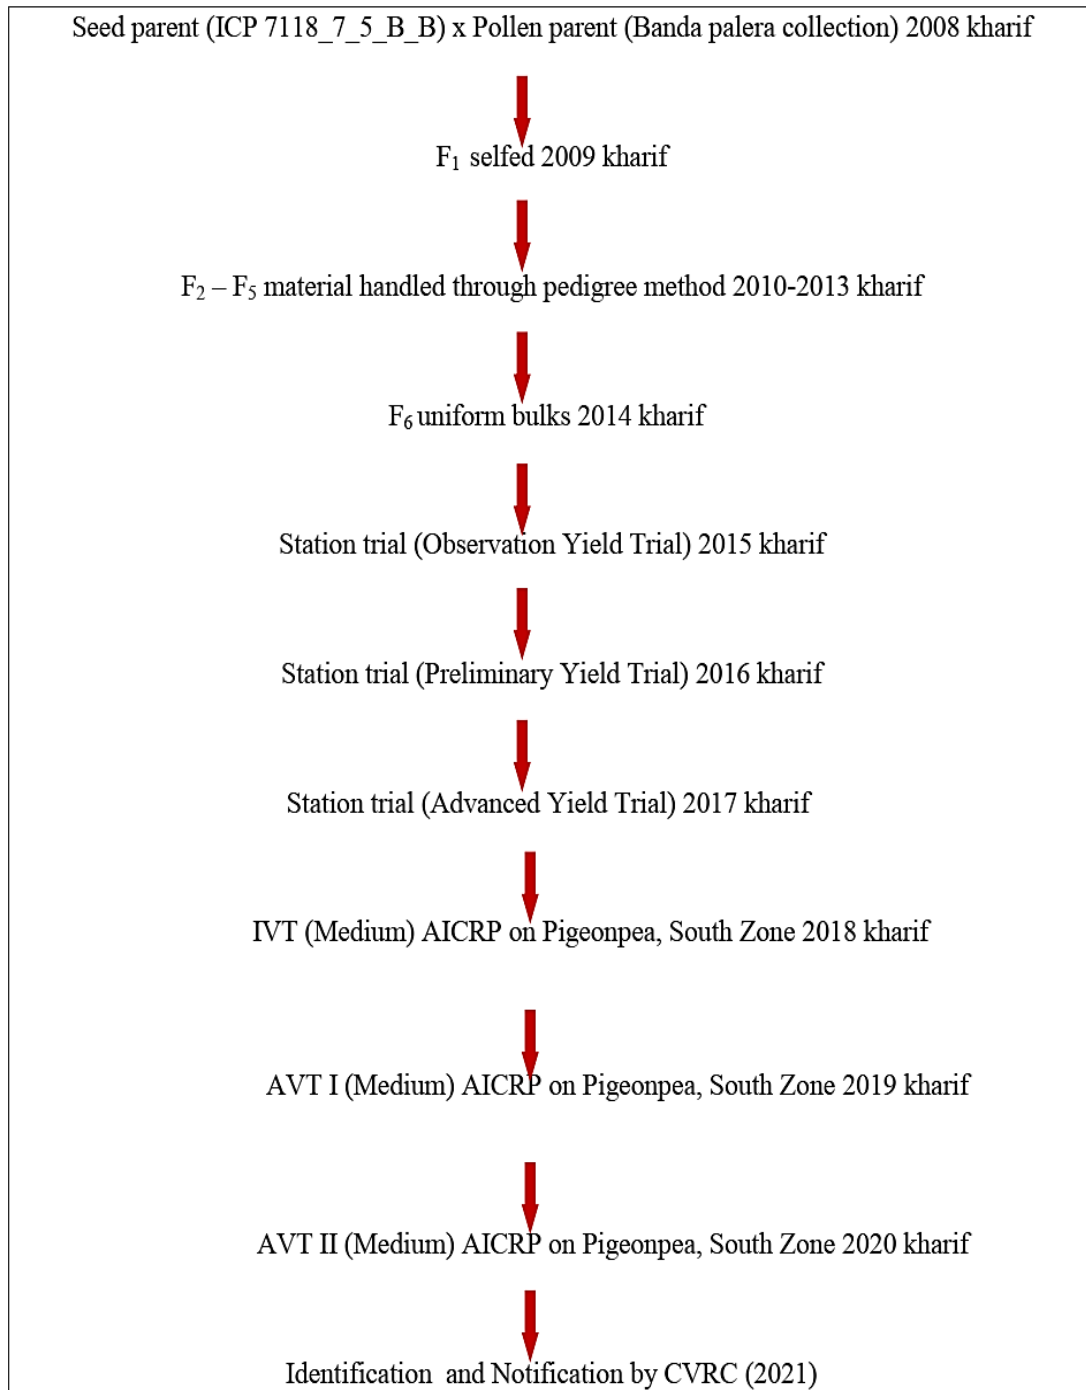 Seed parent (ICP 7118_7_5_B_B) x Pollen parent (Banda palera collection) 2008 kharif
F₁ selfed 2009 kharif
F₂ – F₅ material handled through pedigree method 2010-2013 kharif
F₆ uniform bulks 2014 kharif
Station trial (Observation Yield Trial) 2015 kharif
Station trial (Preliminary Yield Trial) 2016 kharif
Station trial (Advanced Yield Trial) 2017 kharif
IVT (Medium) AICRP on Pigeonpea, South Zone 2018 kharif
AVT I (Medium) AICRP on Pigeonpea, South Zone 2019 kharif
AVT II (Medium) AICRP on Pigeonpea, South Zone 2020 kharif
Identification and Notification by CVRC (2021)